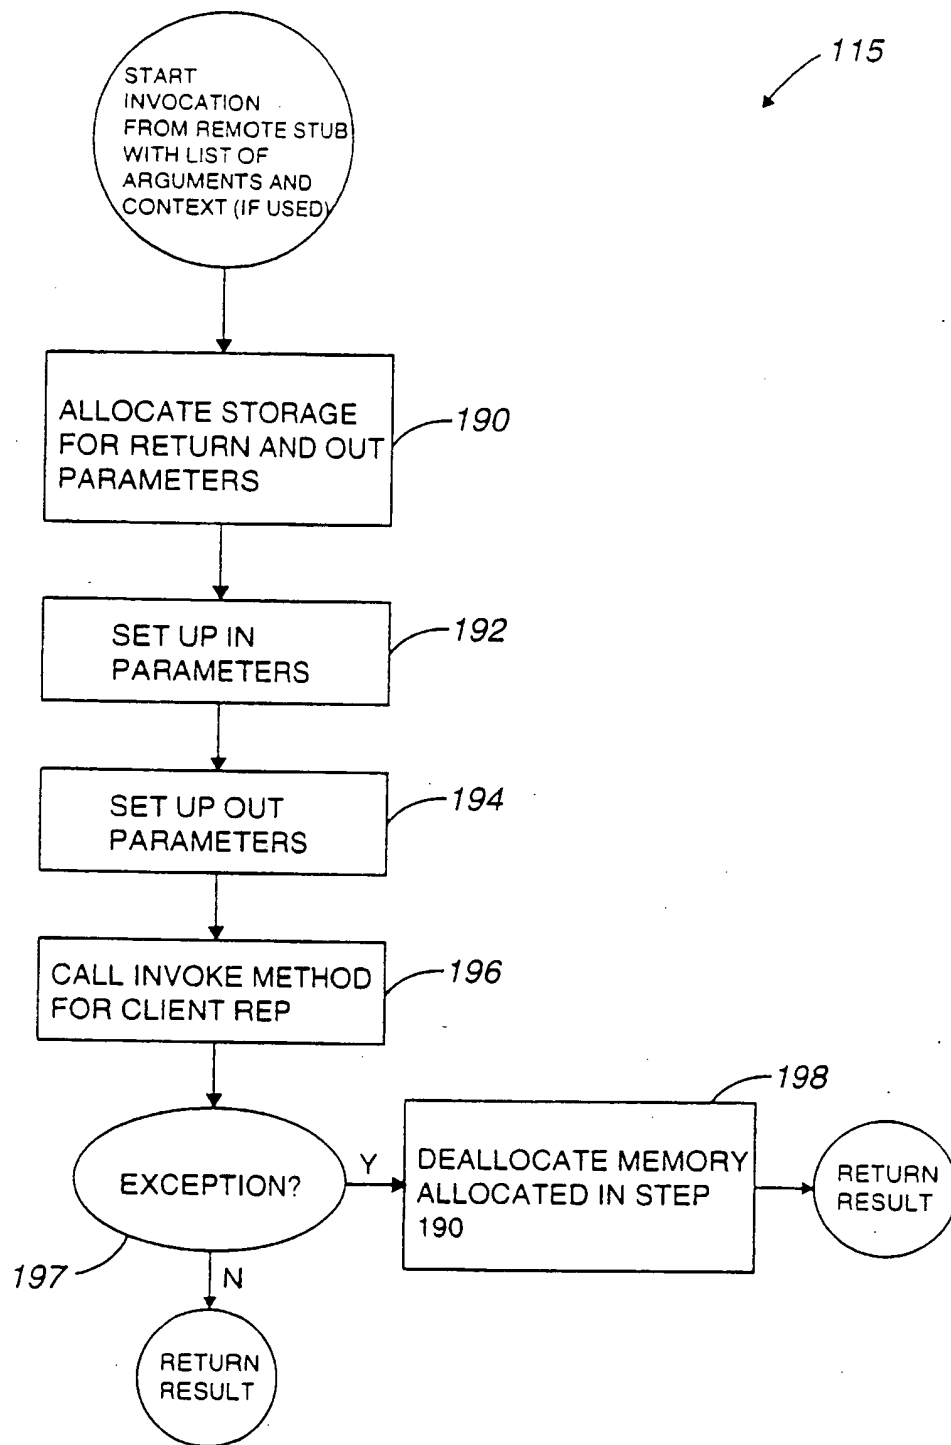 115
START
INVOCATION
FROM REMOTE STUB
WITH LIST OF
ARGUMENTS AND
CONTEXT (IF USED)
ALLOCATE STORAGE
FOR RETURN AND OUT
PARAMETERS
190
SET UP IN
PARAMETERS
192
SET UP OUT
PARAMETERS
194
CALL INVOKE METHOD
FOR CLIENT REP
196
EXCEPTION?
197
Y
N
198
DEALLOCATE MEMORY
ALLOCATED IN STEP
190
RETURN
RESULT
RETURN
RESULT